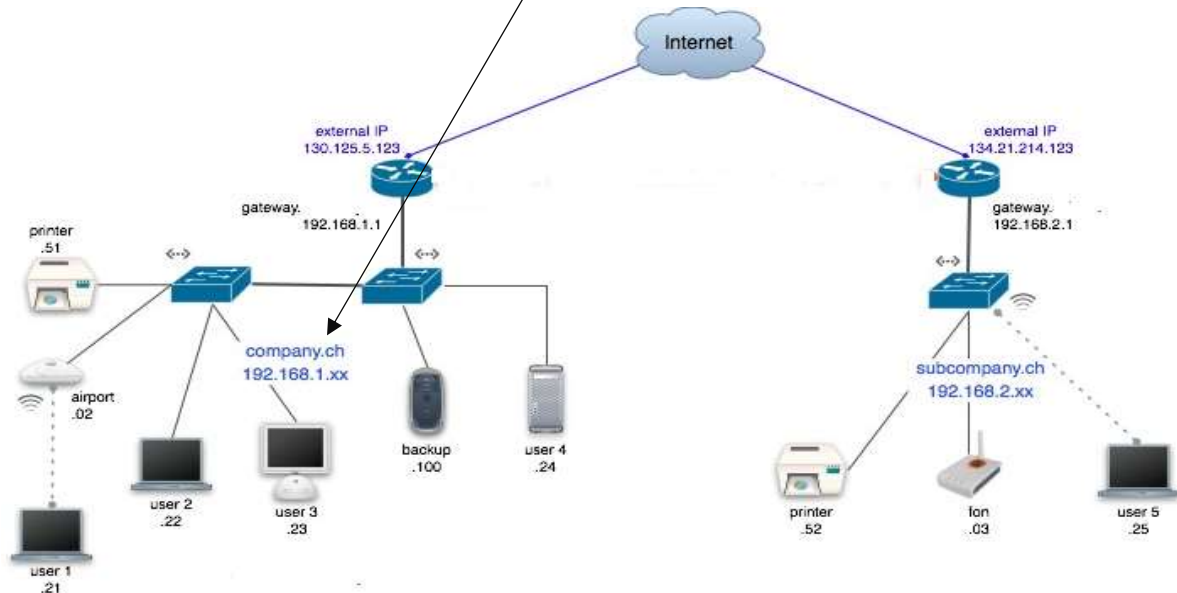 Internet
external IP
130.125.5.123
external IP
134.21.214.123
gateway.
192.168.1.1
gateway.
192.168.2.1
printer
.51
company.ch
192.168.1.xx
subcompany.ch
192.168.2.xx
airport
.02
user 1
.21
user 2
.22
user 3
.23
backup
.100
user 4
.24
printer
.52
fon
.03
user 5
.25